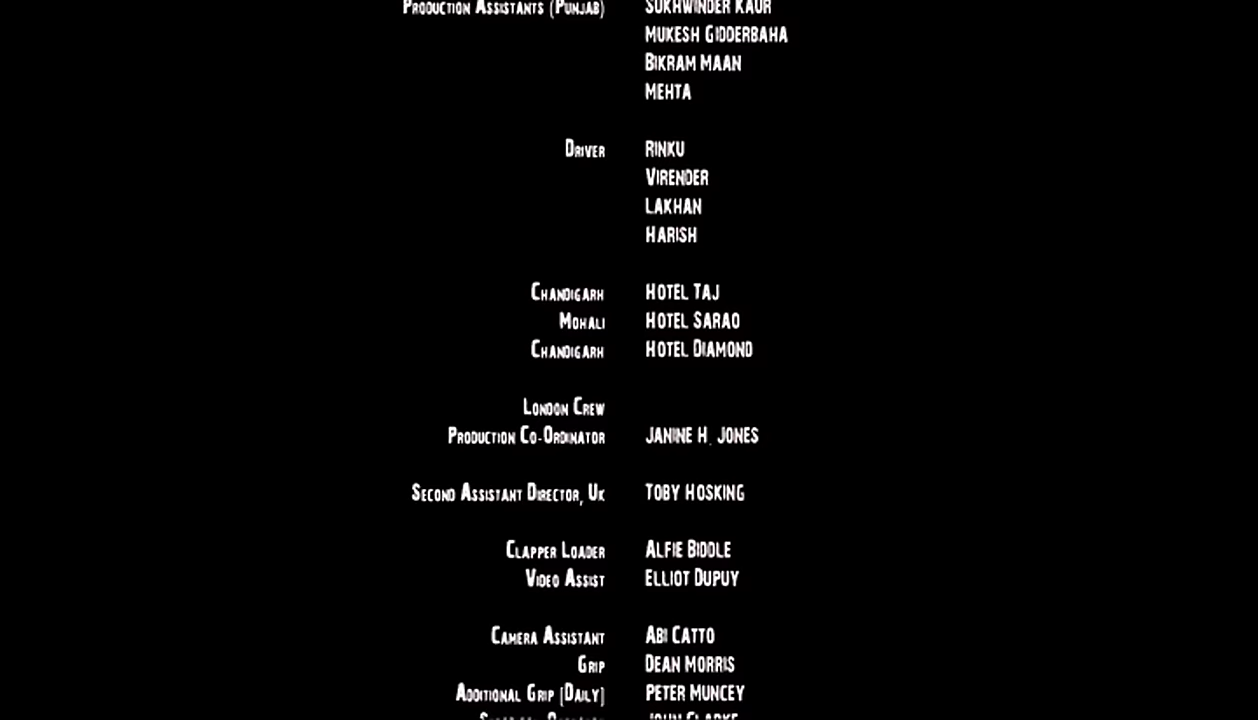 Production Assistants (Punjab) SUKHWINDER KAUR
MUKESH GIDDERBAHA
BIKRAM MAAN
MEHTA
Driver RINKU
VIRENDER
LAKHAN
HARISH
Chandigarh HOTEL TAJ
Mohali HOTEL SARAO
Chandigarh HOTEL DIAMOND
London Crew
Production Co-Ordinator JANINE H. JONES
Second Assistant Director, Uk TOBY HOSKING
Clapper Loader ALFIE BIDDLE
Video Assist ELLIOT DUPUY
Camera Assistant ABI CATTO
Grip DEAN MORRIS
Additional Grip (Daily) PETER MUNCEY
JOHN CLARKE